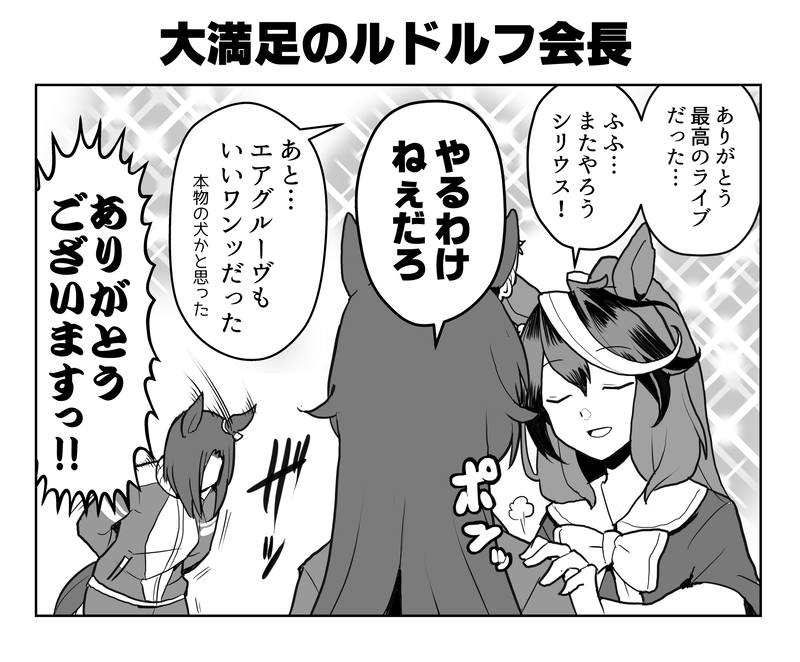 大満足のルドルフ会長
ありがとう
最高のライブ
だった…
ふふ…
またやろう
シリウス！
やるわけ
ねぇだろ
あと…
エアグルーヴも
いいワンッだった
本物の犬かと思った
ありがとう
ございますっ!!
ポンッ
バッ